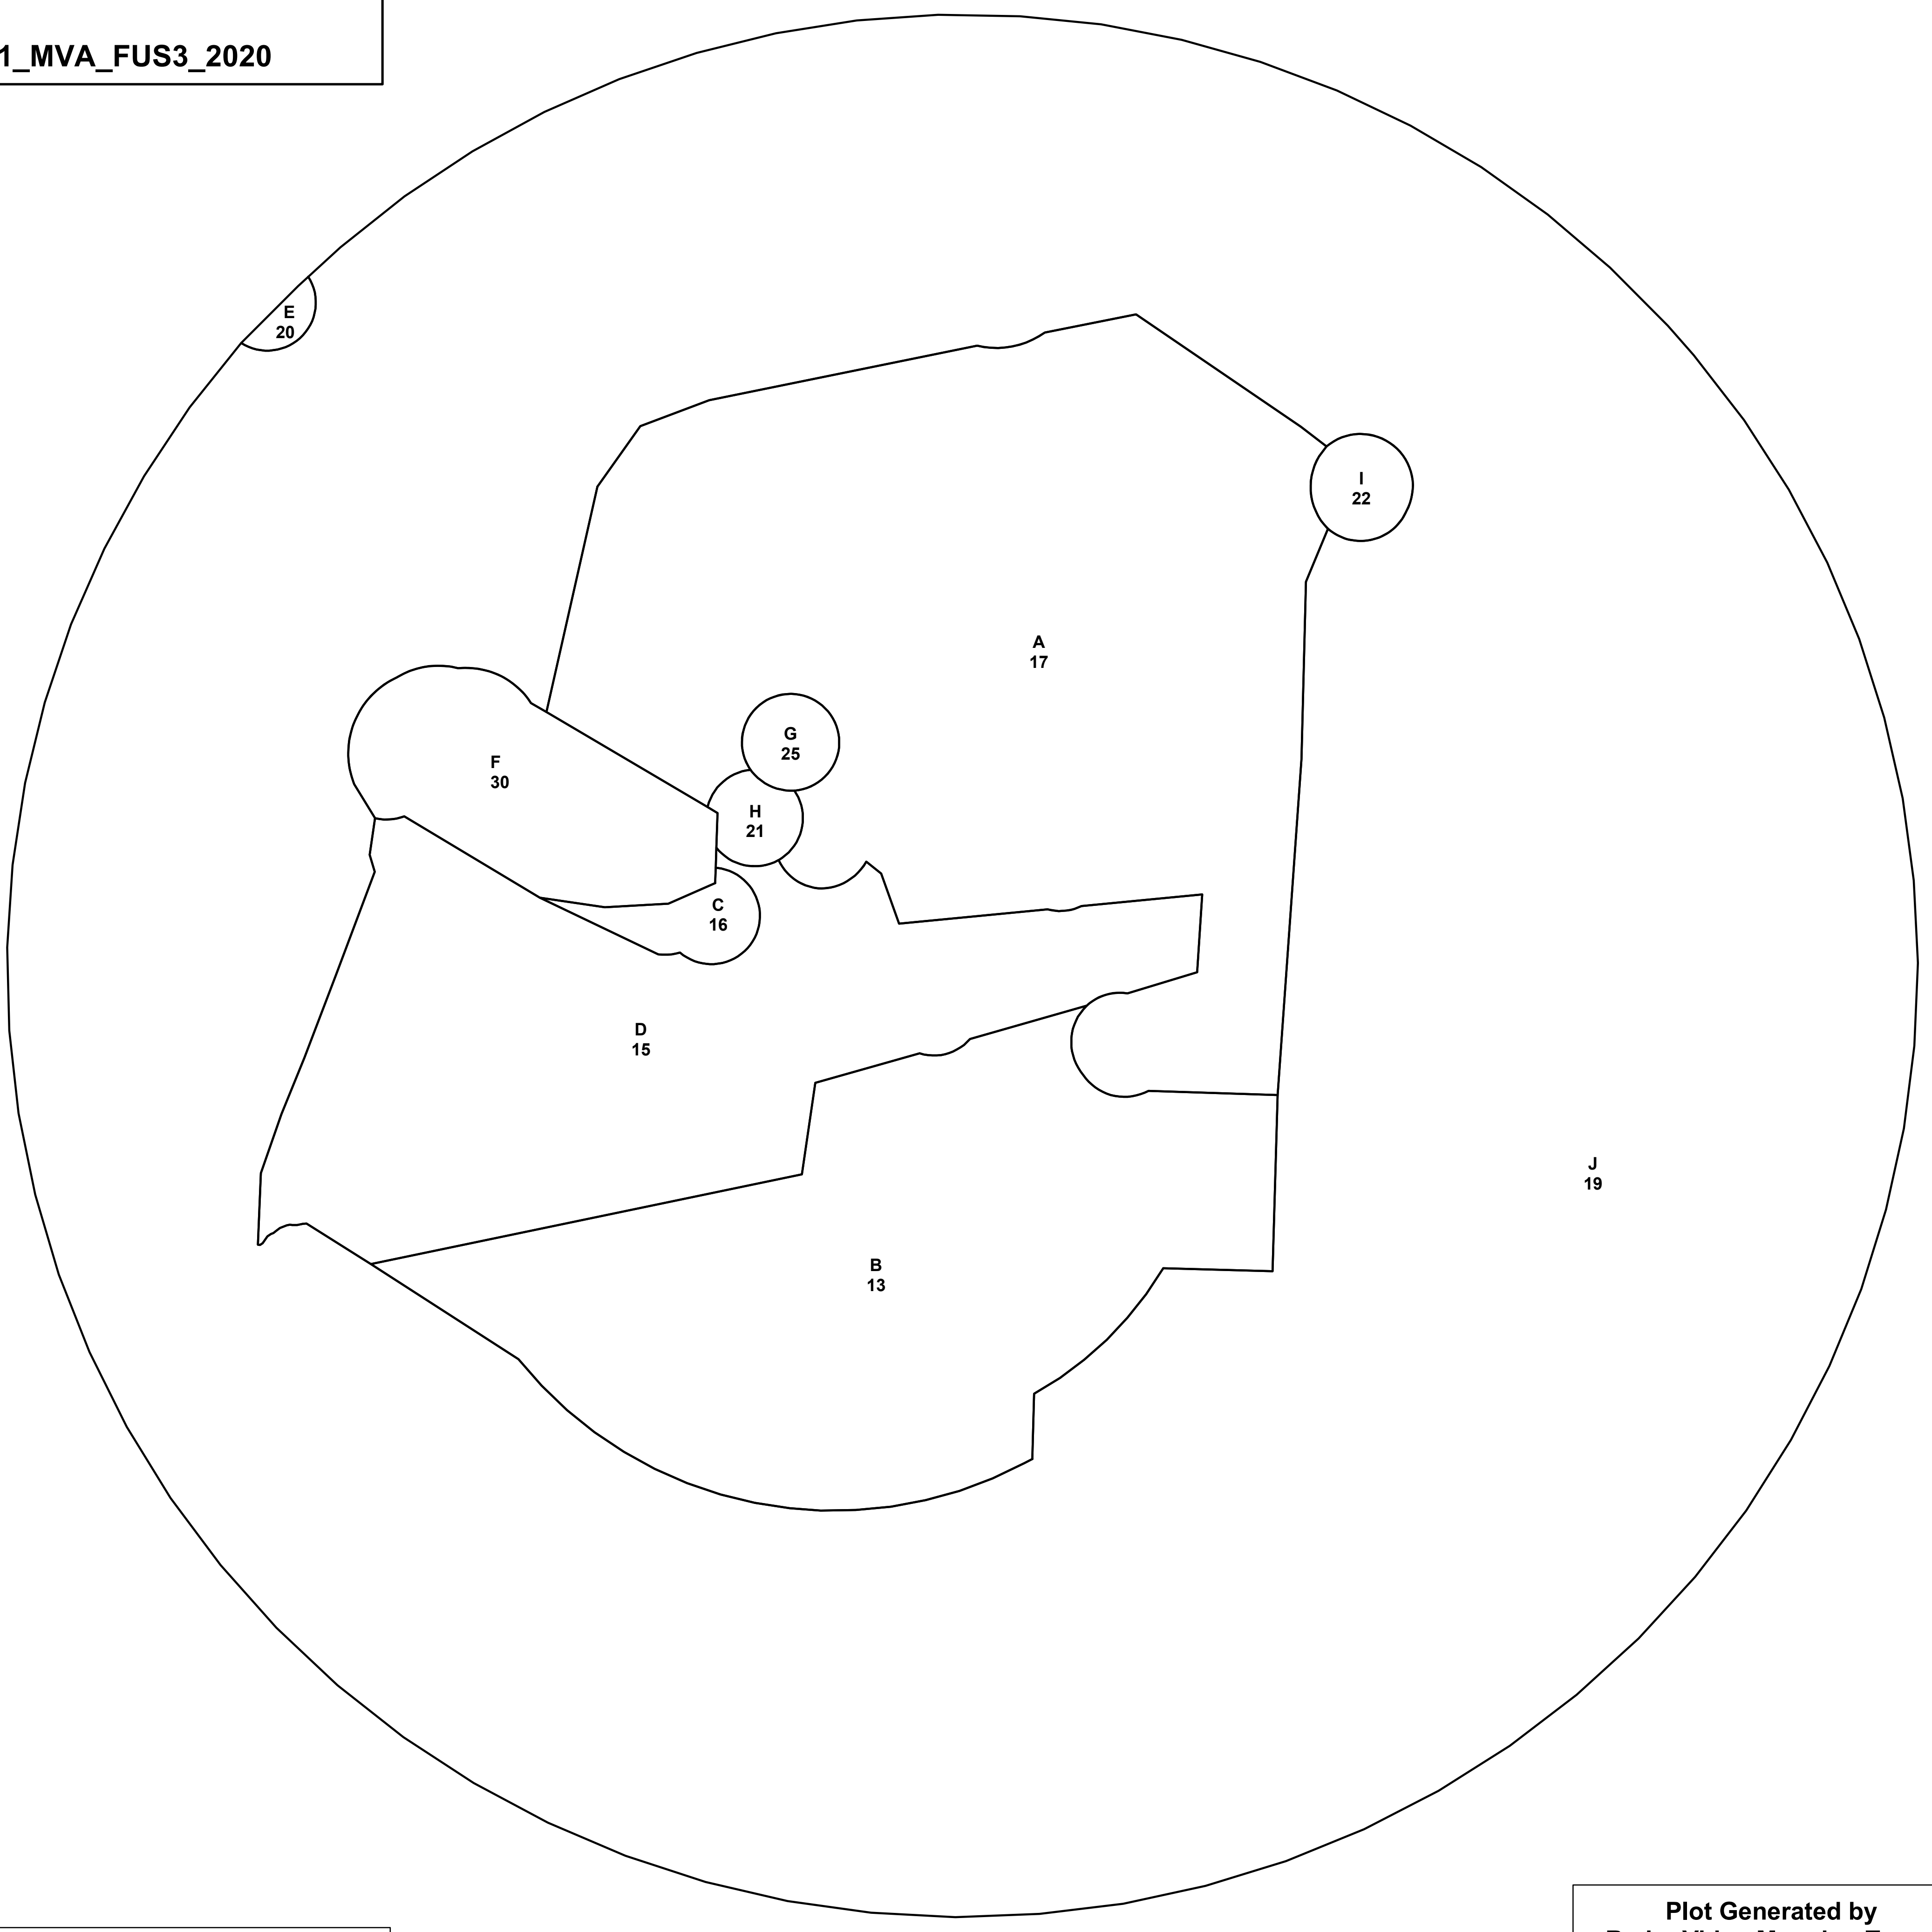 1_MVA_FUS3_2020
E
20
I
22
A
17
G
25
F
30
H
21
C
16
D
15
J
19
B
13
Plot Generated by